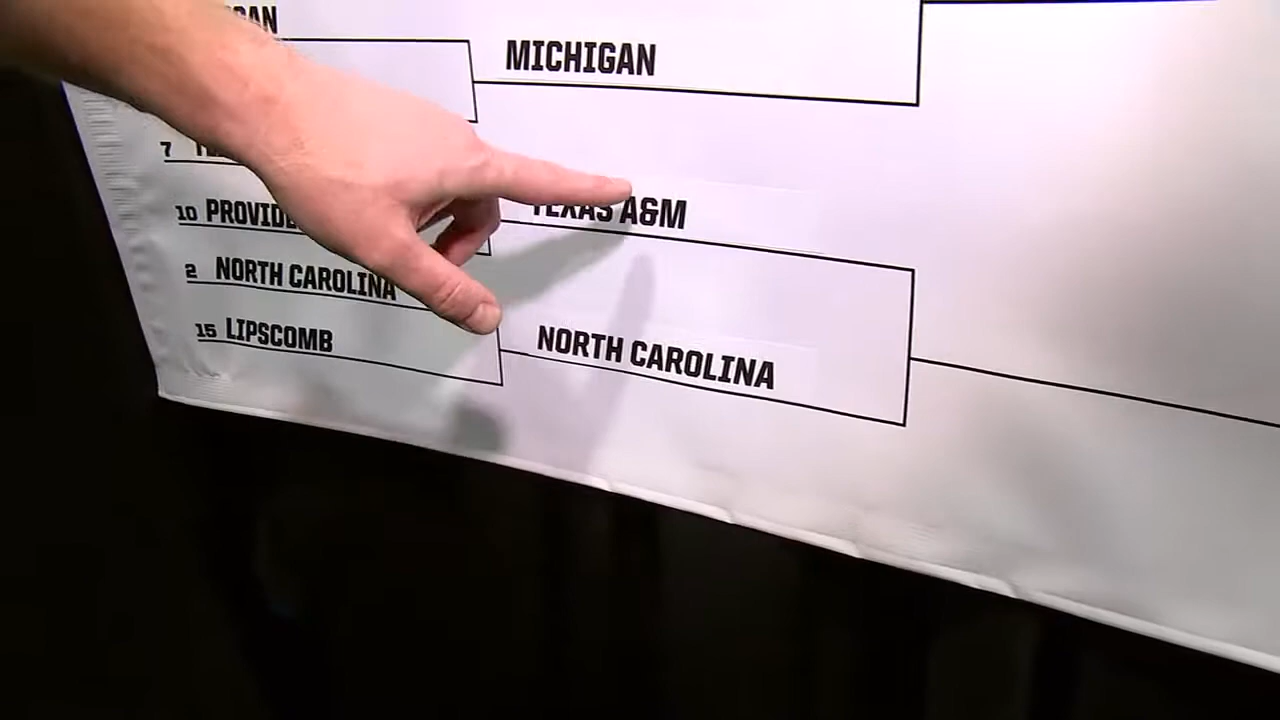 MICHIGAN
7
TEXAS A&M
10 PROVIDE
2 NORTH CAROLINA
15 LIPSCOMB
NORTH CAROLINA